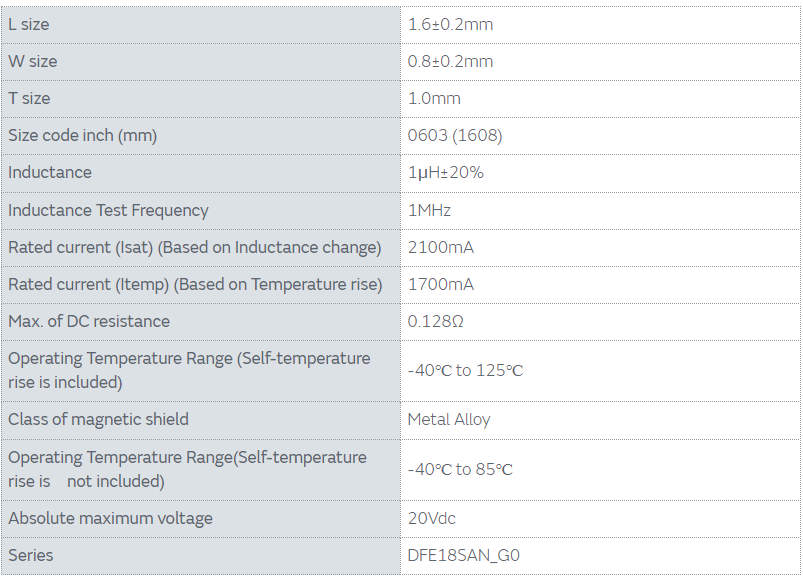 L size 1.6±0.2mm
W size 0.8±0.2mm
T size 1.0mm
Size code inch (mm) 0603 (1608)
Inductance 1μH±20%
Inductance Test Frequency 1MHz
Rated current (Isat) (Based on Inductance change) 2100mA
Rated current (Itemp) (Based on Temperature rise) 1700mA
Max. of DC resistance 0.128Ω
Operating Temperature Range (Self-temperature
rise is included) -40℃ to 125℃
Class of magnetic shield Metal Alloy
Operating Temperature Range(Self-temperature
rise is　not included) -40℃ to 85℃
Absolute maximum voltage 20Vdc
Series DFE18SAN_G0